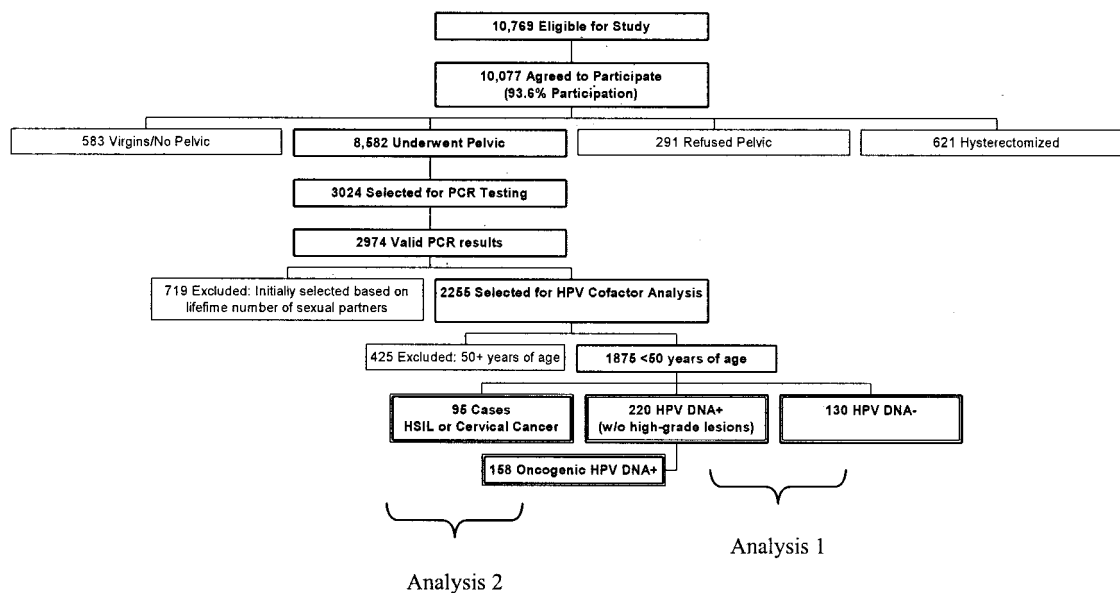 10,769 Eligible for Study
10,077 Agreed to Participate
(93.6% Participation)
583 Virgins/No Pelvic
8,582 Underwent Pelvic
291 Refused Pelvic
621 Hysterectomized
3024 Selected for PCR Testing
2974 Valid PCR results
719 Excluded: Initially selected based on
lifetime number of sexual partners
2255 Selected for HPV Cofactor Analysis
425 Excluded: 50+ years of age
1875 <50 years of age
95 Cases
HSIL or Cervical Cancer
220 HPV DNA+
(w/o high-grade lesions)
130 HPV DNA-
158 Oncogenic HPV DNA+
Analysis 1
Analysis 2